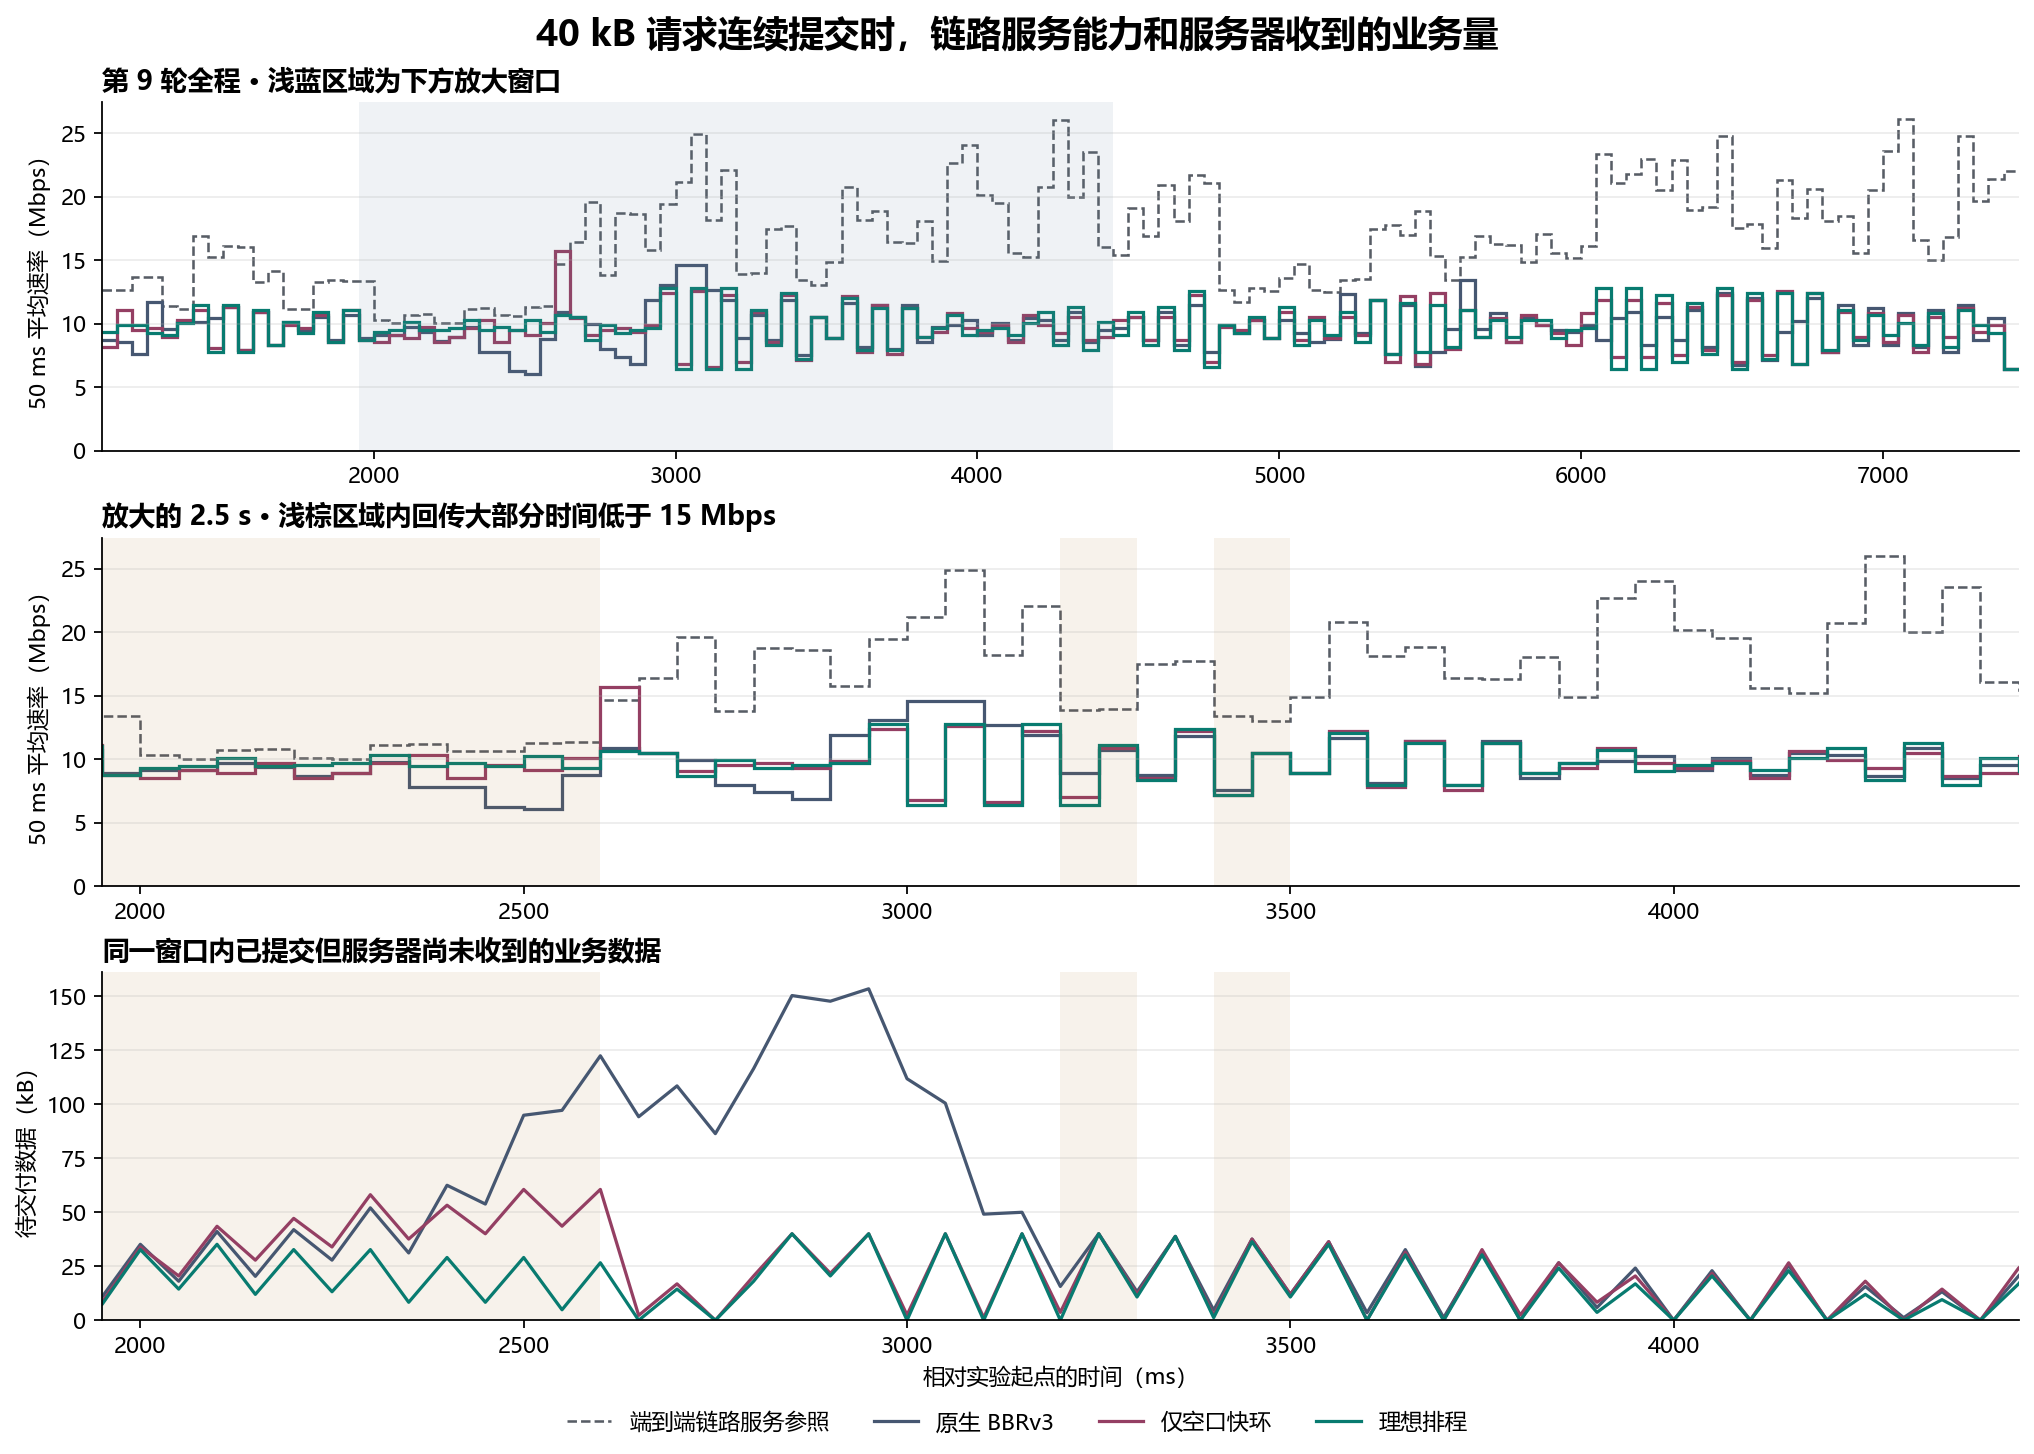 40 kB 请求连续提交时，链路服务能力和服务器收到的业务量
第 9 轮全程 • 浅蓝区域为下方放大窗口
50 ms 平均速率（Mbps）
25
20
15
10
5
0
2000
3000
4000
5000
6000
7000
放大的 2.5 s • 浅棕区域内回传大部分时间低于 15 Mbps
50 ms 平均速率（Mbps）
25
20
15
10
5
0
2000
2500
3000
3500
4000
同一窗口内已提交但服务器尚未收到的业务数据
待交付数据（kB）
150
125
100
75
50
25
0
2000
2500
3000
3500
4000
相对实验起点的时间（ms）
端到端链路服务参照
原生 BBRv3
仅空口快环
理想排程